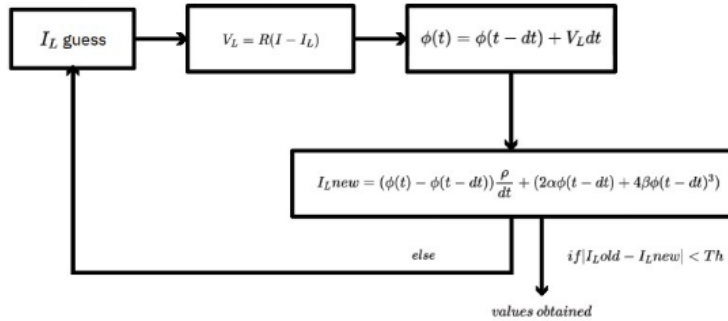 I_L guess
V_L = R(I − I_L)
ϕ(t) = ϕ(t − dt) + V_L dt
I_L new = (ϕ(t) − ϕ(t − dt)) ρ/dt + (2αϕ(t − dt) + 4βϕ(t − dt)^3)
else
if|I_L old − I_L new| < Th
values obtained